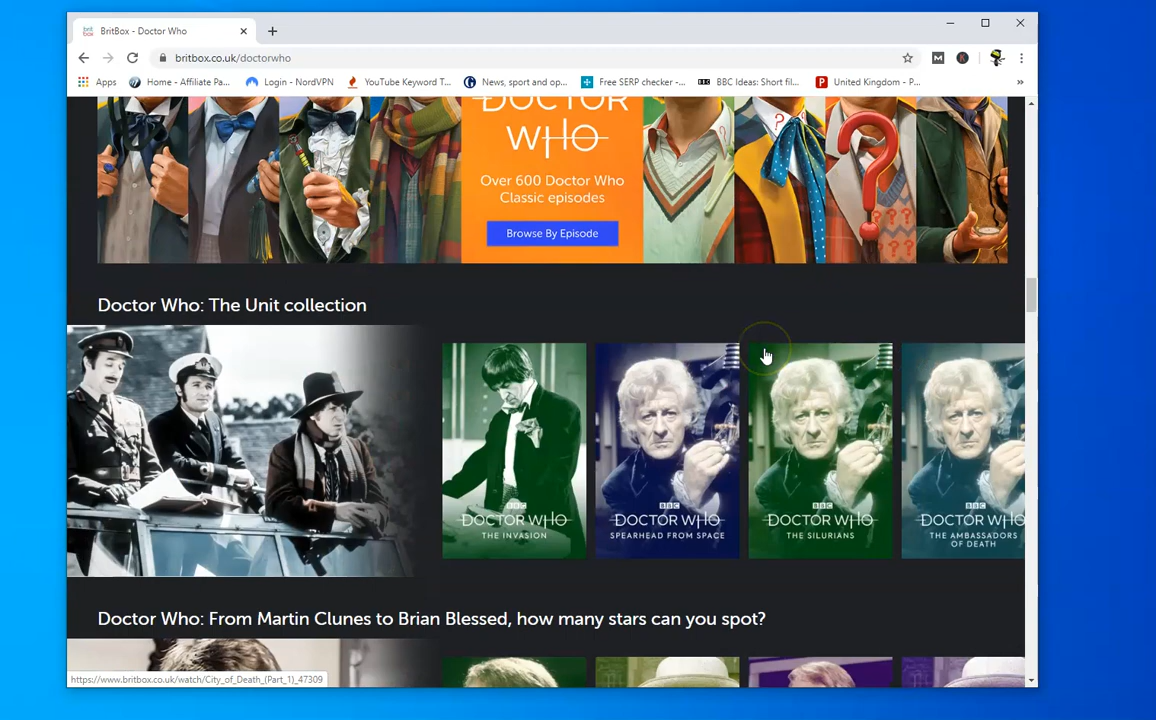 BritBox - Doctor Who
britbox.co.uk/doctorwho
Apps
Home - Affiliate Pa...
Login - NordVPN
YouTube Keyword T...
News, sport and op...
Free SERP checker -...
BBC Ideas: Short fil...
United Kingdom - P...
»
DOCTOR
WHO
Over 600 Doctor Who
Classic episodes
Browse By Episode
Doctor Who: The Unit collection
BBC
DOCTOR WHO
THE INVASION
BBC
DOCTOR WHO
SPEARHEAD FROM SPACE
BBC
DOCTOR WHO
THE SILURIANS
BBC
DOCTOR WHO
THE AMBASSADORS
OF DEATH
Doctor Who: From Martin Clunes to Brian Blessed, how many stars can you spot?
https://www.britbox.co.uk/watch/City_of_Death_(Part_1)_47309